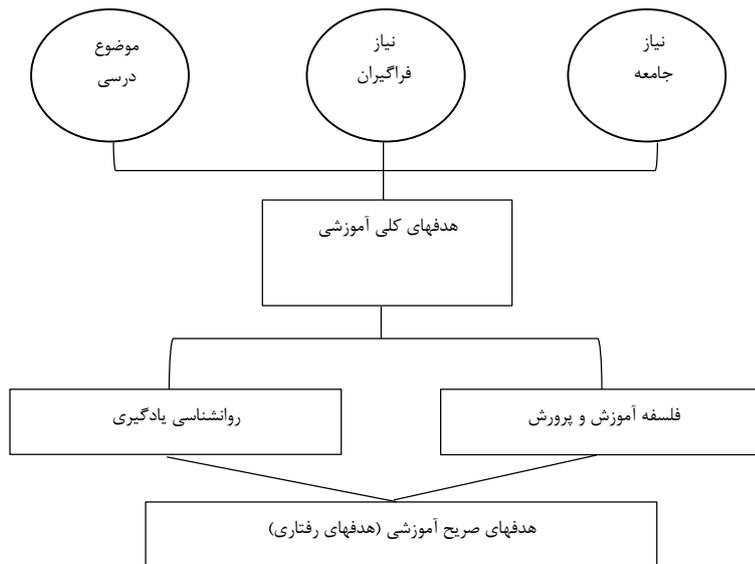 نیاز
جامعه
نیاز
فراگیران
موضوع
درسی
هدفهای کلی آموزشی
فلسفه آموزش و پرورش
روانشناسی یادگیری
هدفهای صریح آموزشی (هدفهای رفتاری)